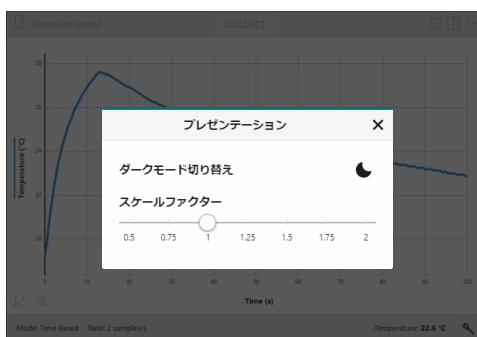 TempData.gambl
COLLECT
28
26
24
22
20
Temperature (°C)
プレゼンテーション
ダークモード切り替え
スケールファクター
0.5 0.75 1 1.25 1.5 1.75 2
0 10 20 30 40 50 60 70 80 90 100
Time (s)
Mode: Time Based Rate: 2 samples/s Temperature: 22.6 °C